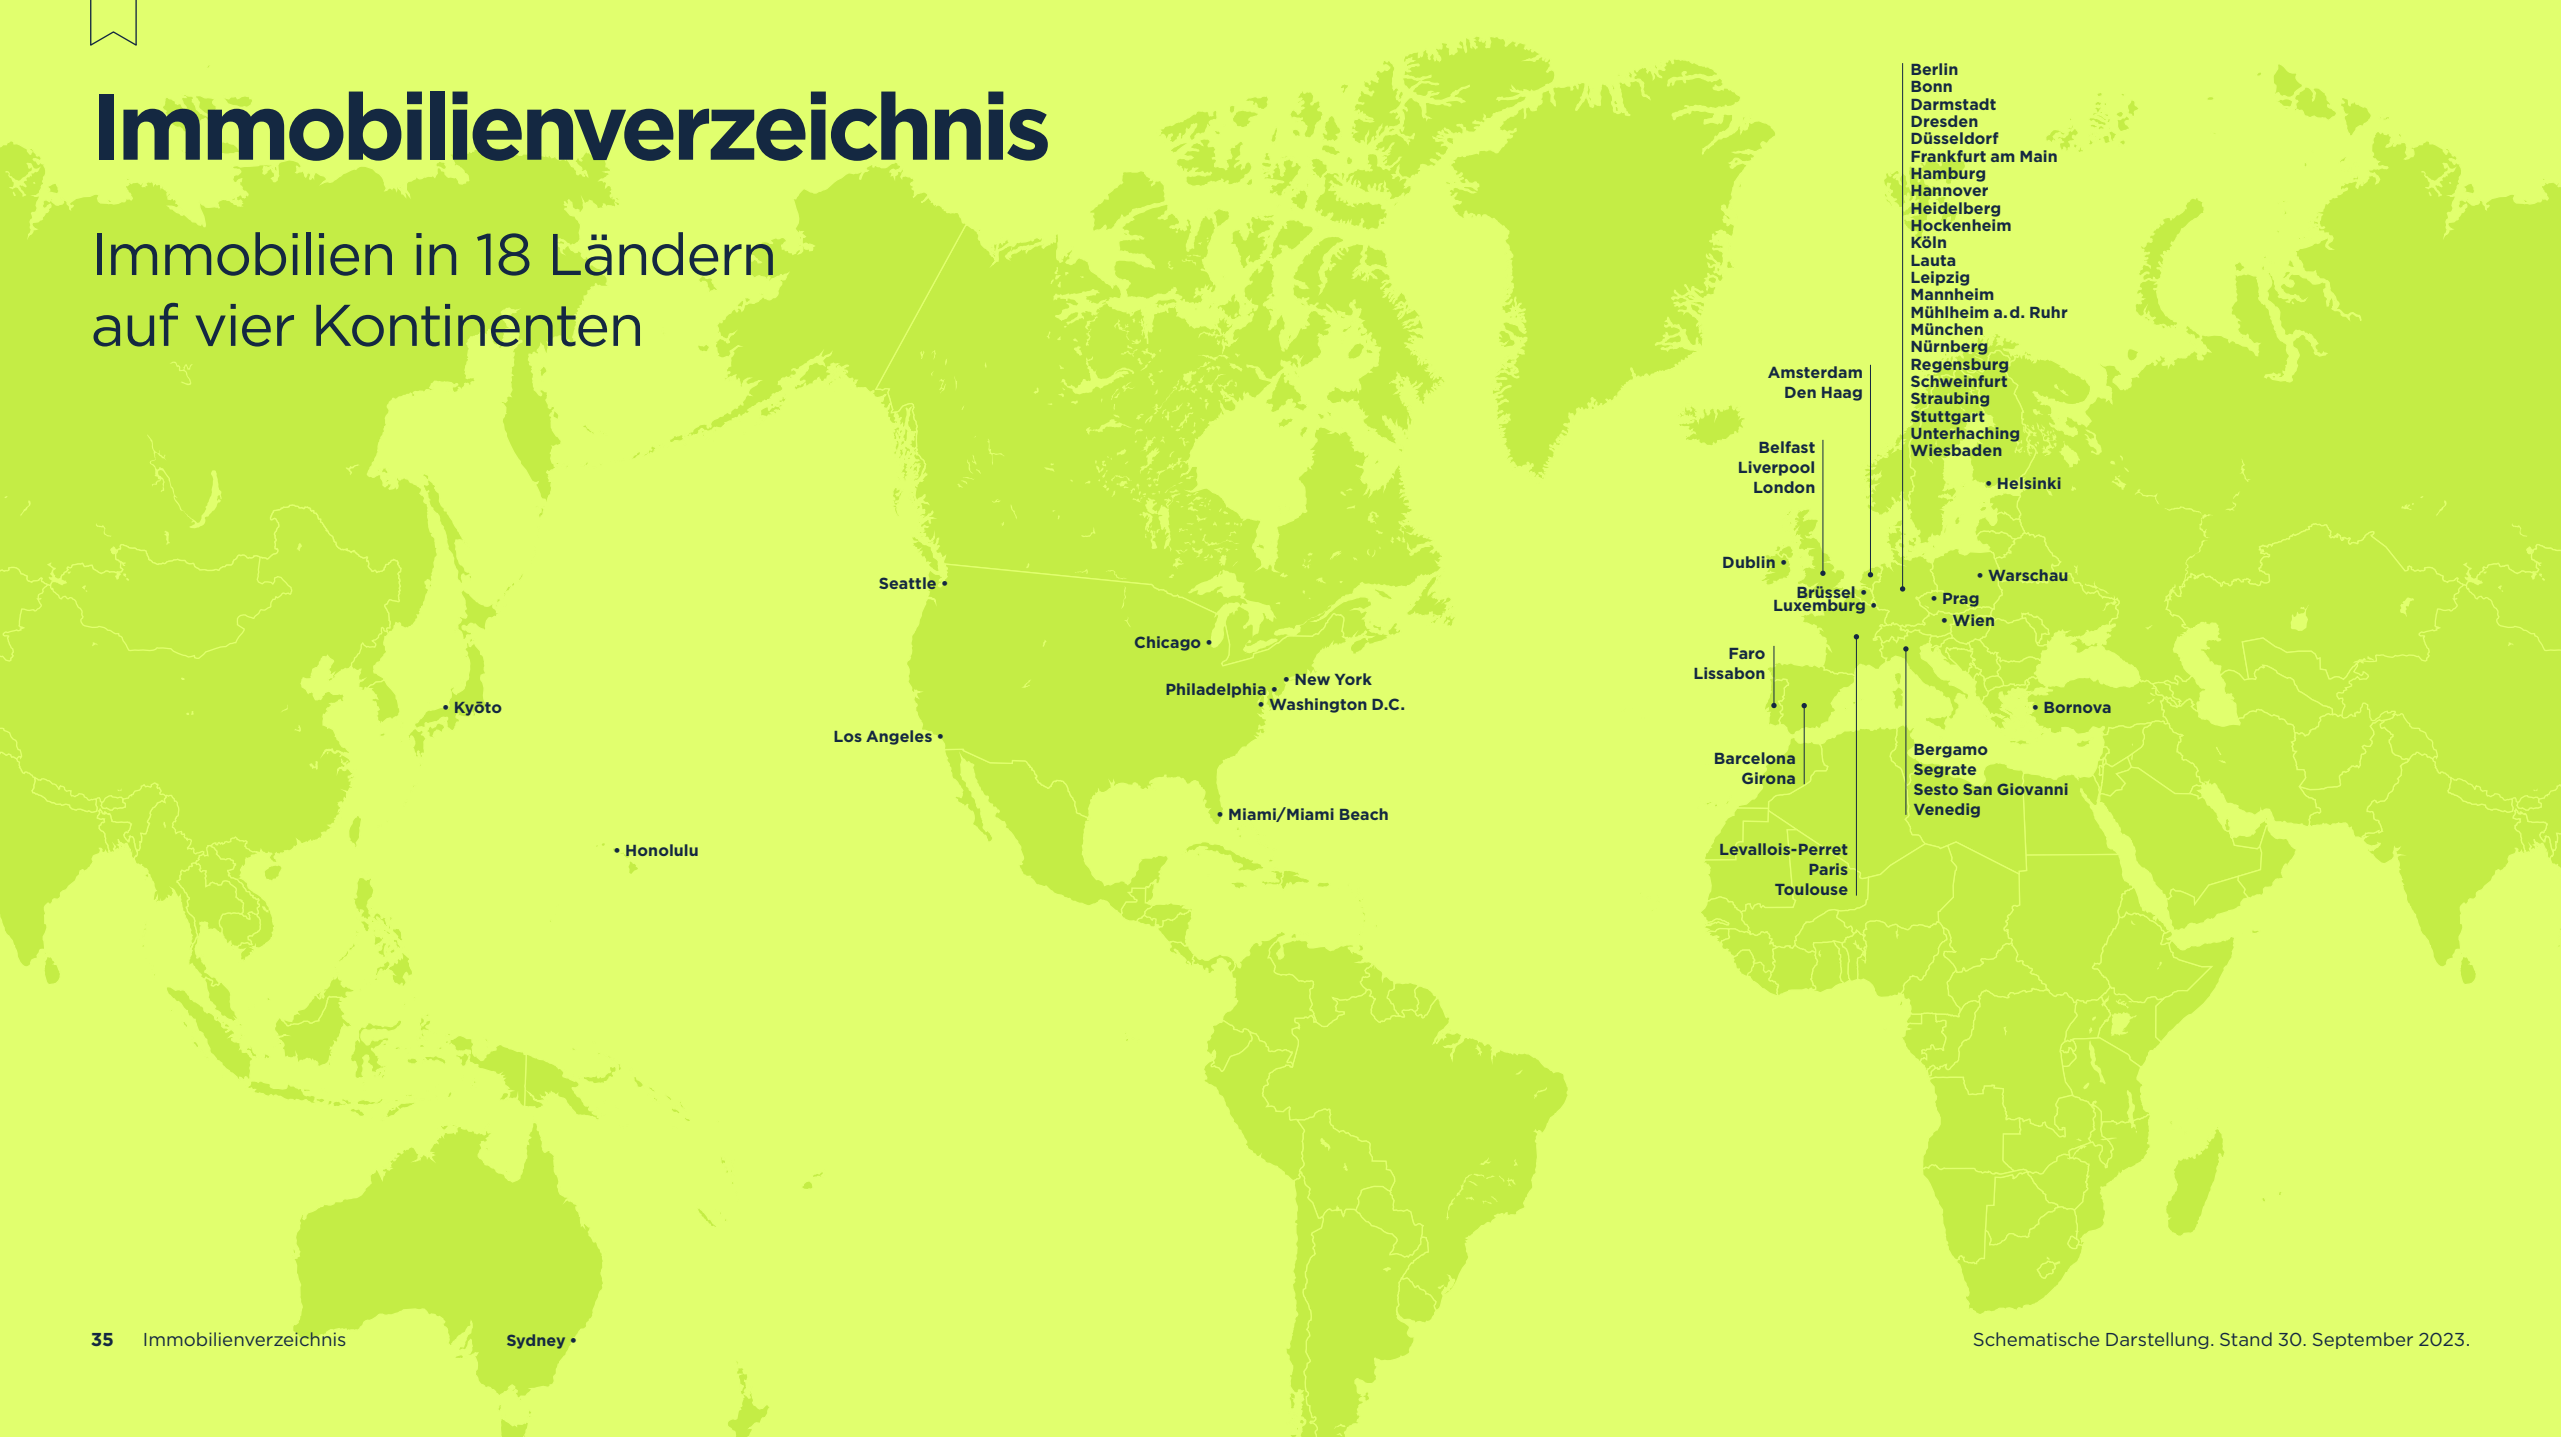 Immobilienverzeichnis
Immobilien in 18 Ländern
auf vier Kontinenten
Berlin
Bonn
Darmstadt
Dresden
Düsseldorf
Frankfurt am Main
Hamburg
Hannover
Heidelberg
Hockenheim
Köln
Lauta
Leipzig
Mannheim
Mühlheim a. d. Ruhr
München
Nürnberg
Regensburg
Schweinfurt
Straubing
Stuttgart
Unterhaching
Wiesbaden
Amsterdam
Den Haag
Belfast
Liverpool
London
• Helsinki
Dublin •
• Warschau
Brüssel •
Luxemburg •
• Prag
• Wien
Faro
Lissabon
• Bornova
Barcelona
Girona
Bergamo
Segrate
Sesto San Giovanni
Venedig
Levallois-Perret
Paris
Toulouse
Seattle •
Chicago •
• New York
Philadelphia •
• Washington D.C.
Los Angeles •
• Miami/Miami Beach
• Kyōto
• Honolulu
Sydney •
35 Immobilienverzeichnis
Schematische Darstellung. Stand 30. September 2023.